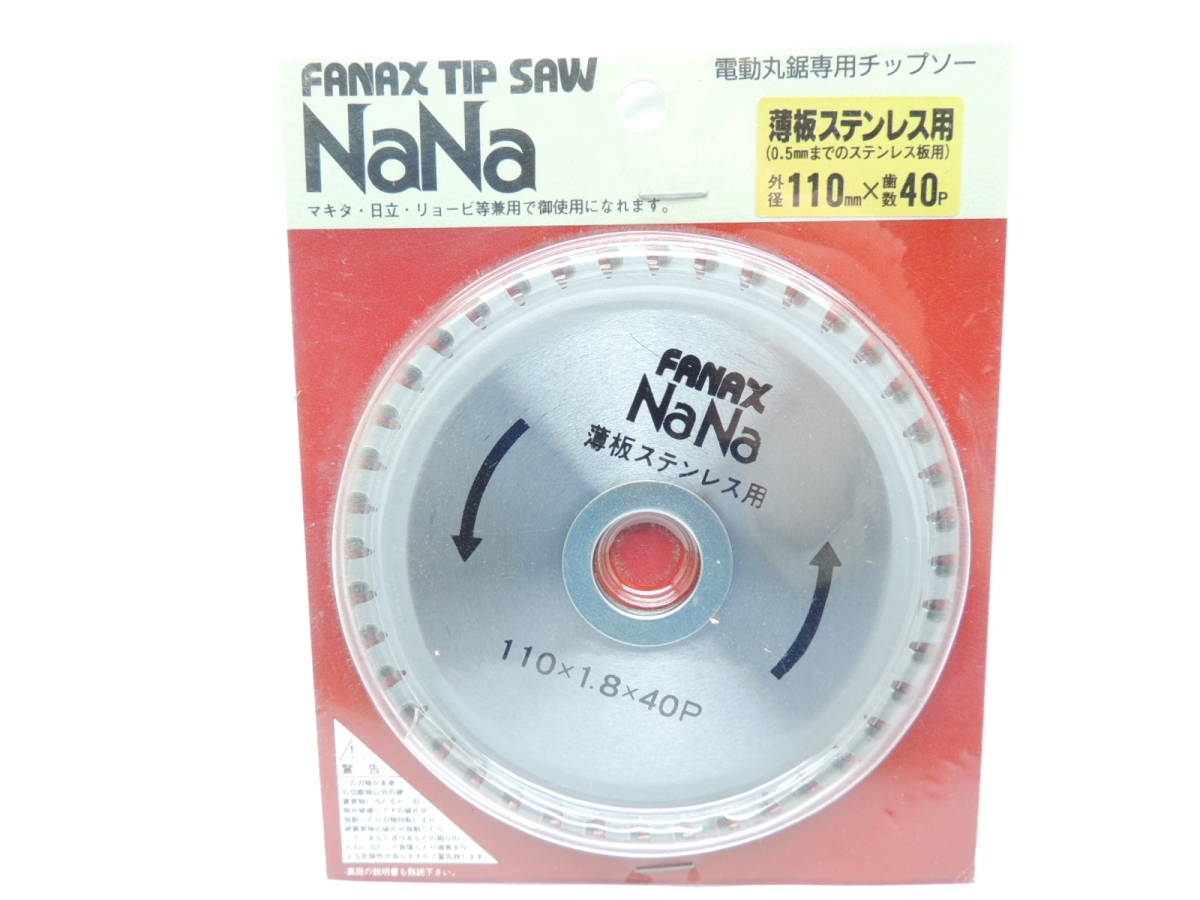 FANAX TIP SAW
NaNa
マキタ・日立・リョービ等兼用で御使用になれます。
電動丸鋸専用チップソー
薄板ステンレス用
(0.5mmまでのステンレス板用)
外径110mm×歯数40P
FANAX
NaNa
薄板ステンレス用
110×1.8×40P
警告
裏面の説明書も熟読下さい。